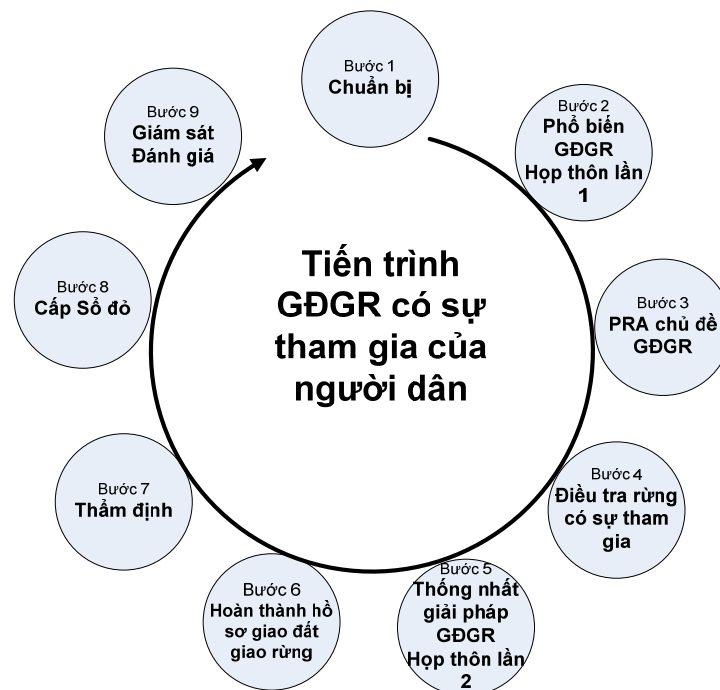 Bước 1
Chuẩn bị
Bước 2
Phổ biến
GĐGR
Họp thôn lần
1
Bước 3
PRA chủ đề
GĐGR
Bước 4
Điều tra rừng
có sự tham
gia
Bước 5
Thống nhất
giải pháp
GĐGR
Họp thôn lần
2
Bước 6
Hoàn thành hồ
sơ giao đất
giao rừng
Bước 7
Thẩm định
Bước 8
Cấp Sổ đỏ
Bước 9
Giám sát
Đánh giá
Tiến trình
GĐGR có sự
tham gia của
người dân